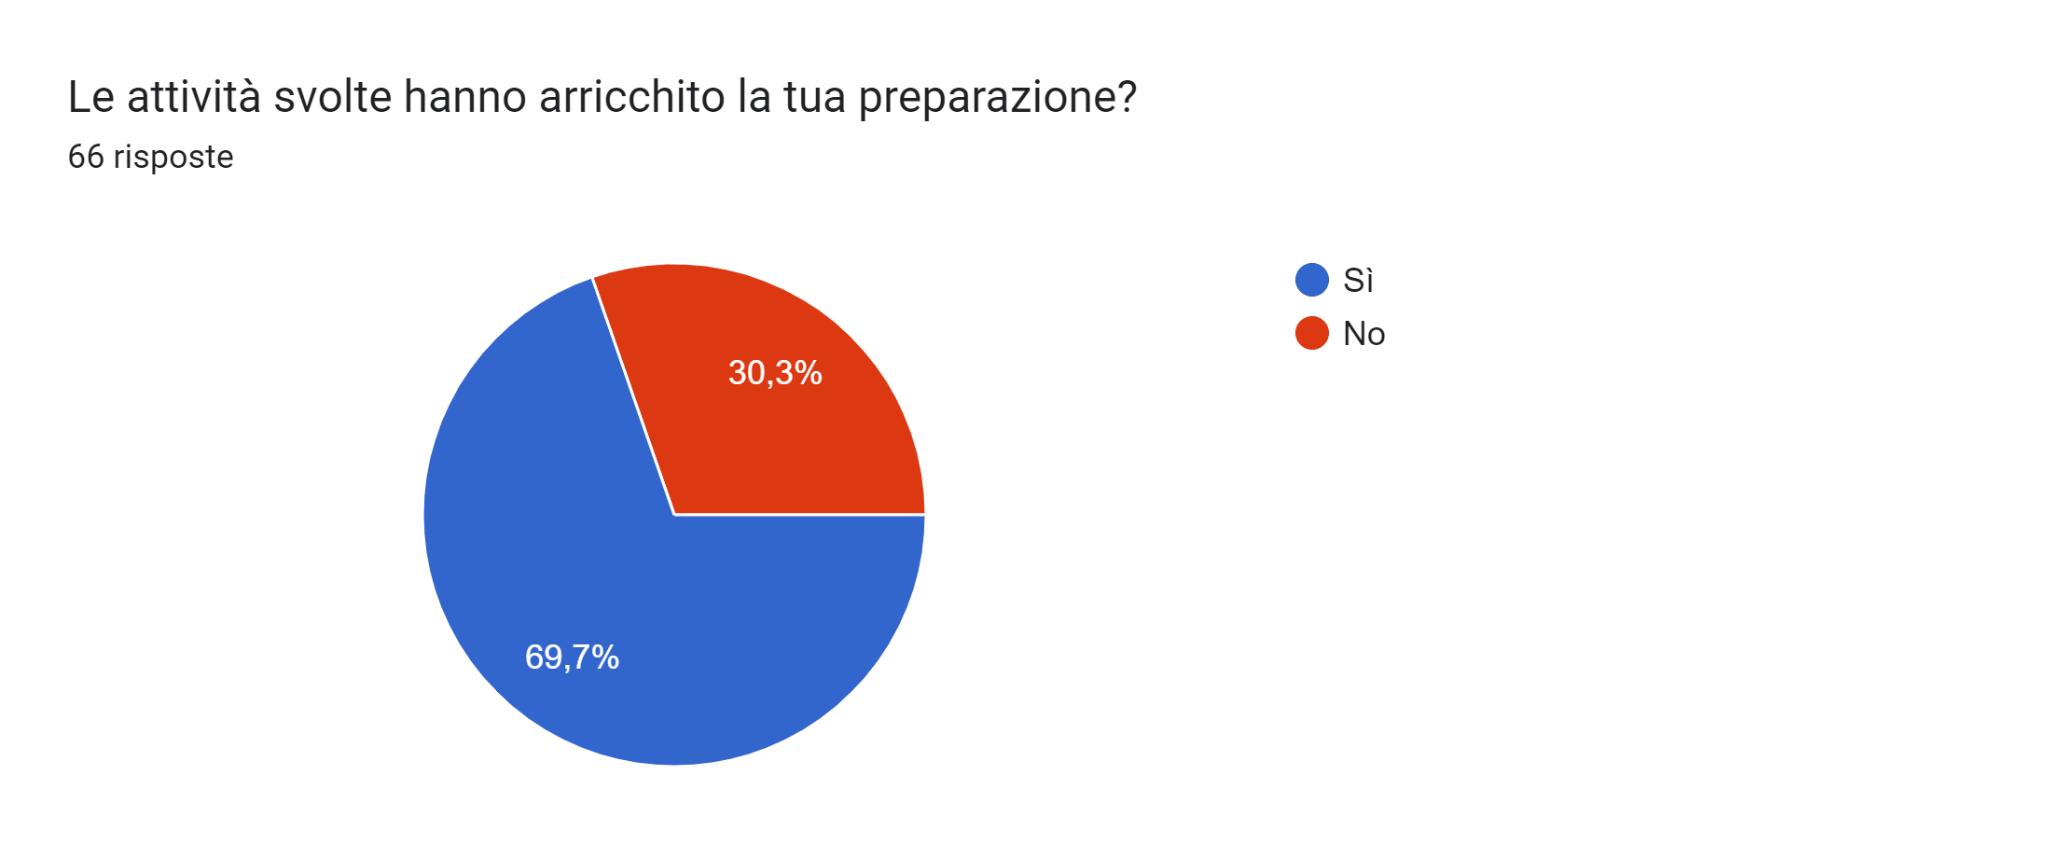 Le attività svolte hanno arricchito la tua preparazione?
66 risposte
Sì
No
30,3%
69,7%